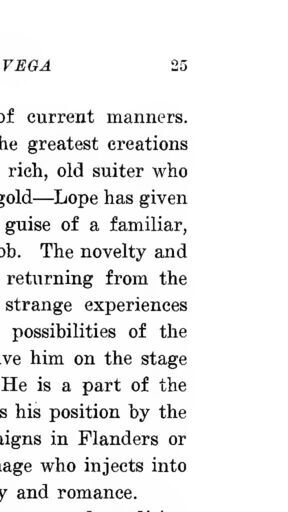 VEGA 25
of current manners.
he greatest creations
rich, old suiter who
gold—Lope has given
guise of a familiar,
ob. The novelty and
returning from the
strange experiences
possibilities of the
ve him on the stage
He is a part of the
s his position by the
aigns in Flanders or
nage who injects into
y and romance.